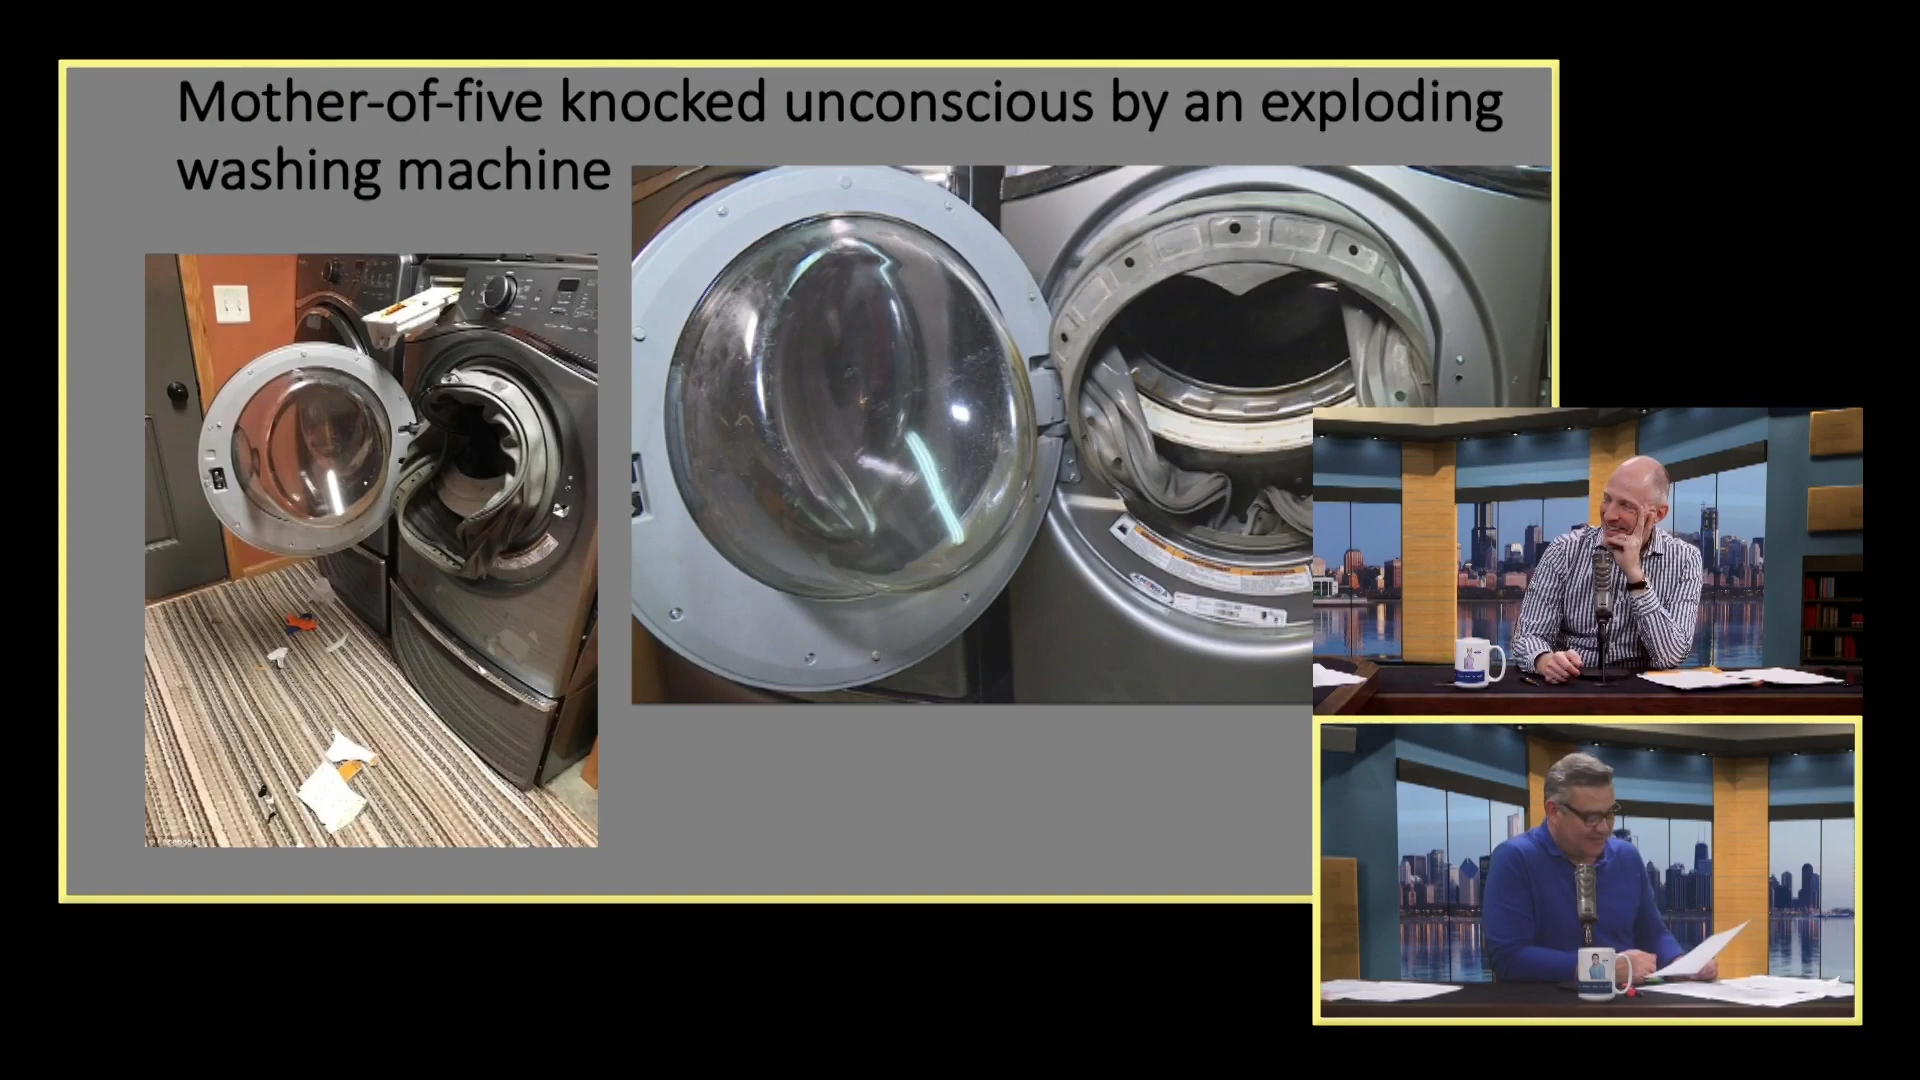 Mother-of-five knocked unconscious by an exploding
washing machine